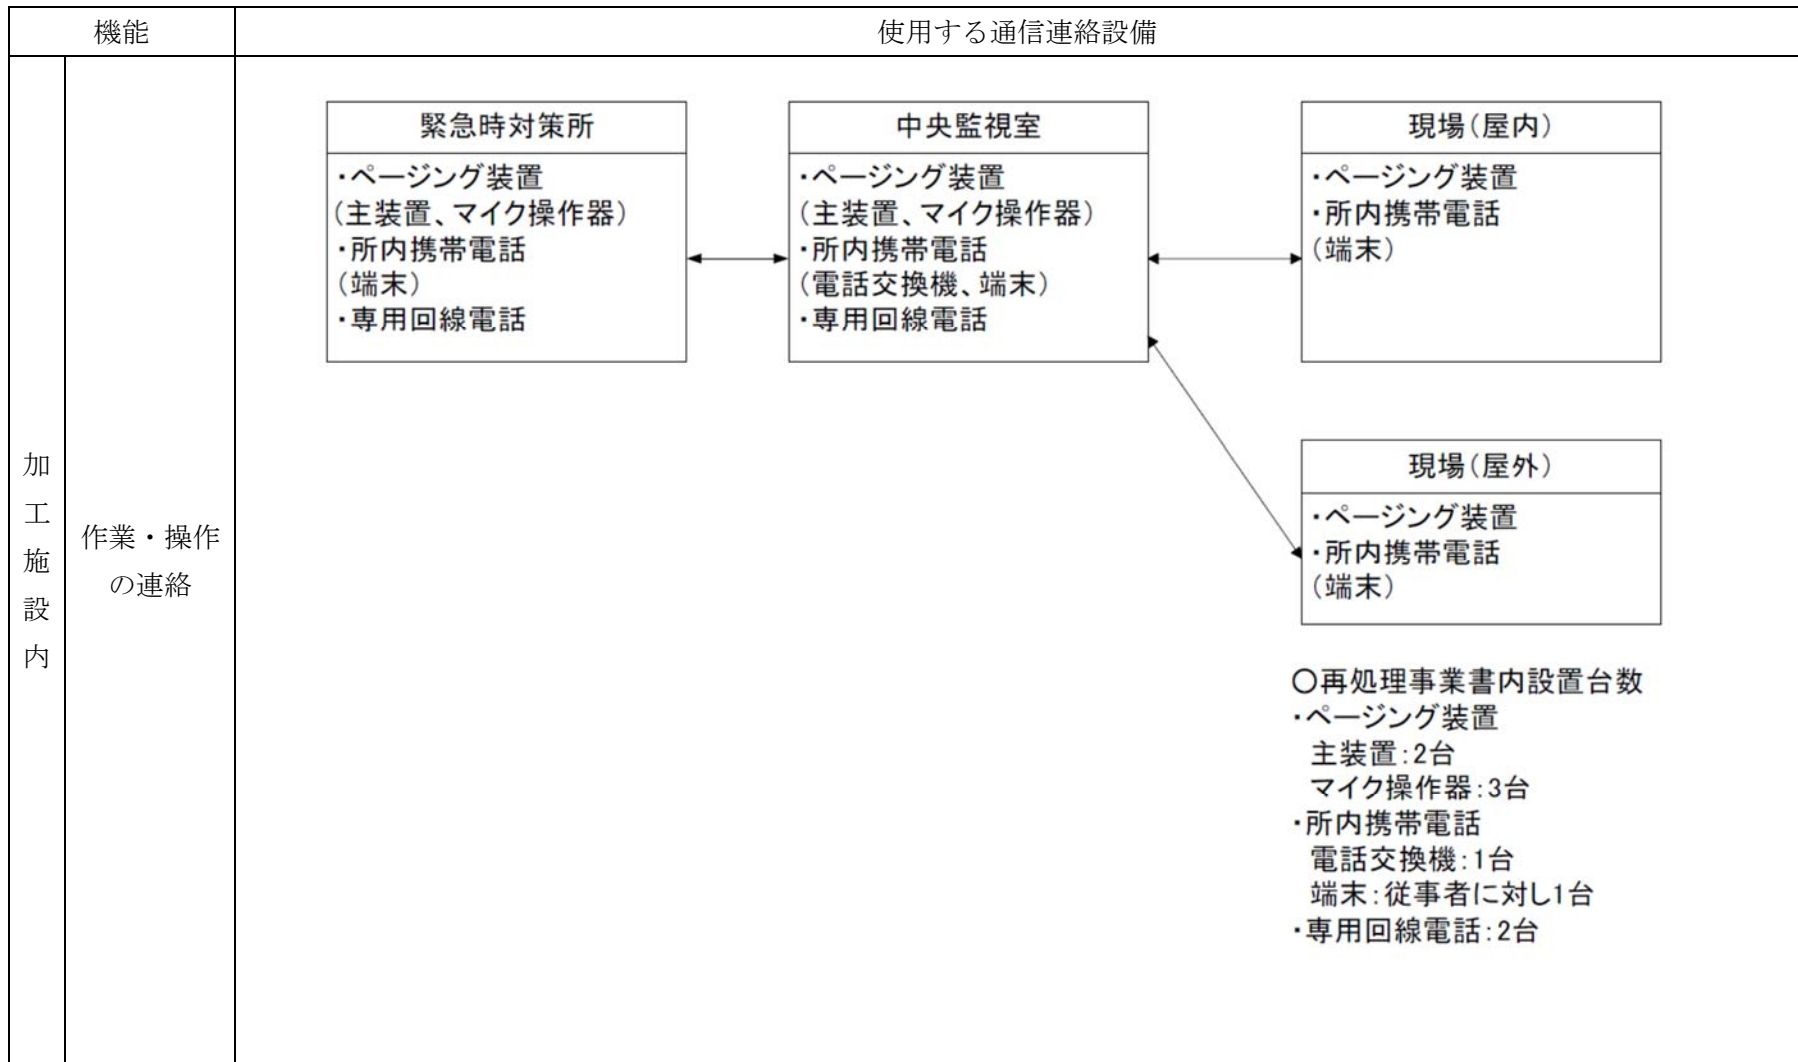 機能
使用する通信連絡設備
加
工
施
設
内
作業・操作
の連絡
緊急時対策所
・ページング装置
(主装置、マイク操作器)
・所内携帯電話
(端末)
・専用回線電話
中央監視室
・ページング装置
(主装置、マイク操作器)
・所内携帯電話
(電話交換機、端末)
・専用回線電話
現場(屋内)
・ページング装置
・所内携帯電話
(端末)
現場(屋外)
・ページング装置
・所内携帯電話
(端末)
〇再処理事業書内設置台数
・ページング装置
主装置:2台
マイク操作器:3台
・所内携帯電話
電話交換機:1台
端末:従事者に対し1台
・専用回線電話:2台